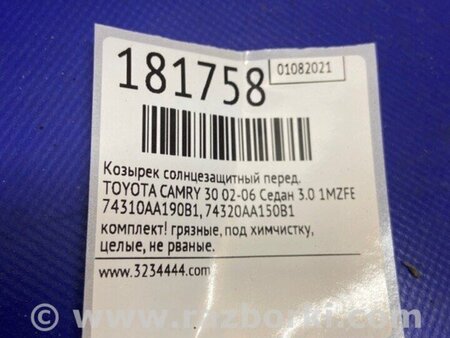 181758
01082021
Козырек солнцезащитный перед.
TOYOTA CAMRY 30 02-06 Седан 3.0 1MZFE
74310AA190B1, 74320AA150B1
комплект! грязные, под химчистку,
целые, не рваные.
www.3234444.com
© www.razborki.com